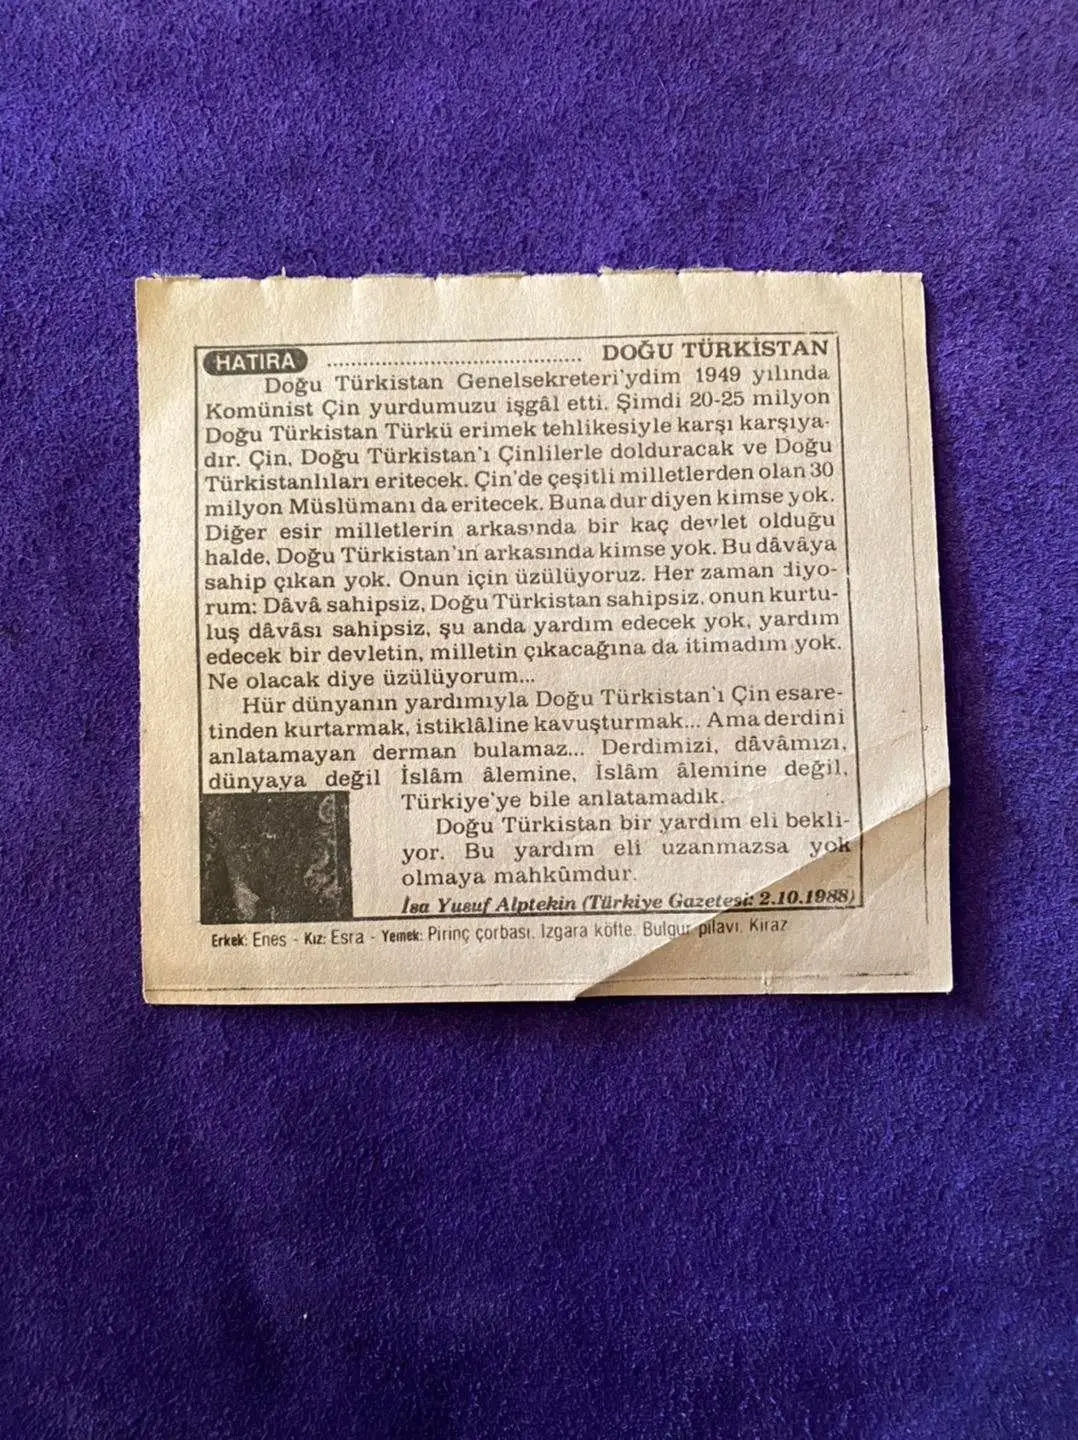 HATIRA ........................................ DOĞU TÜRKİSTAN
Doğu Türkistan Genelsekreteri'ydim 1949 yılında
Komünist Çin yurdumuzu işgâl etti. Şimdi 20-25 milyon
Doğu Türkistan Türkü erimek tehlikesiyle karşı karşıya-
dır. Çin, Doğu Türkistan'ı Çinlilerle dolduracak ve Doğu
Türkistanlıları eritecek. Çin'de çeşitli milletlerden olan 30
milyon Müslümanı da eritecek. Buna dur diyen kimse yok.
Diğer esir milletlerin arkasında bir kaç devlet olduğu
halde, Doğu Türkistan'ın arkasında kimse yok. Bu dâvâya
sahip çıkan yok. Onun için üzülüyoruz. Her zaman diyo-
rum: Dâvâ sahipsiz, Doğu Türkistan sahipsiz, onun kurtu-
luş dâvâsı sahipsiz, şu anda yardım edecek yok, yardım
edecek bir devletin, milletin çıkacağına da itimadım yok.
Ne olacak diye üzülüyorum...
Hür dünyanın yardımıyla Doğu Türkistan'ı Çin esare-
tinden kurtarmak, istiklâline kavuşturmak... Ama derdini
anlatamayan derman bulamaz... Derdimizi, dâvâmızı,
dünyaya değil İslâm âlemine, İslâm âlemine değil,
Türkiye'ye bile anlatamadık.
Doğu Türkistan bir yardım eli bekli-
yor. Bu yardım eli uzanmazsa yok
olmaya mahkûmdur.
İsa Yusuf Alptekin (Türkiye Gazetesi: 2.10.1988)
Erkek: Enes - Kız: Esra - Yemek: Pirinç çorbası, Izgara köfte, Bulgur pilavı, Kiraz